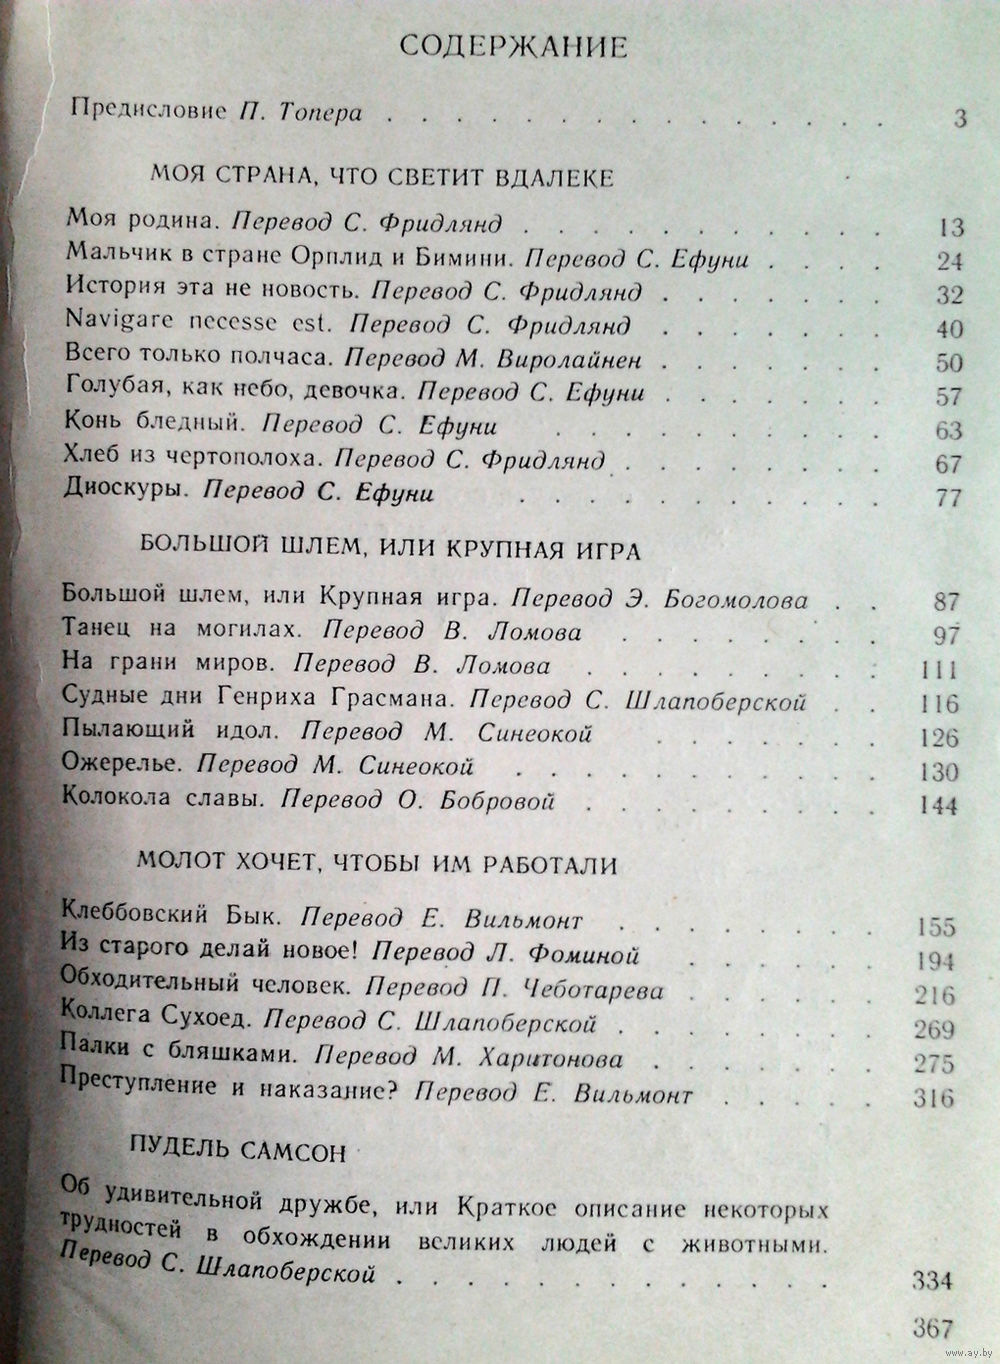 СОДЕРЖАНИЕ
Предисловие П. Топера . . . . . . . . . . . . . . . 3
МОЯ СТРАНА, ЧТО СВЕТИТ ВДАЛЕКЕ
Моя родина. Перевод С. Фридлянд . . . . . . . . . . . 13
Мальчик в стране Орплид и Бимини. Перевод С. Ефуни . . . . 24
История эта не новость. Перевод С. Фридлянд . . . . . . . 32
Navigare necesse est. Перевод С. Фридлянд . . . . . . . 40
Всего только полчаса. Перевод М. Виролайнен . . . . . . . 50
Голубая, как небо, девочка. Перевод С. Ефуни . . . . . . . 57
Конь бледный. Перевод С. Ефуни . . . . . . . . . . 63
Хлеб из чертополоха. Перевод С. Фридлянд . . . . . . . . 67
Диоскуры. Перевод С. Ефуни . . . . . . . . . . . 77
БОЛЬШОЙ ШЛЕМ, ИЛИ КРУПНАЯ ИГРА
Большой шлем, или Крупная игра. Перевод Э. Богомолова . . 87
Танец на могилах. Перевод В. Ломова . . . . . . . . 97
На грани миров. Перевод В. Ломова . . . . . . . . . 111
Судные дни Генриха Грасмана. Перевод С. Шлапоберской . . 116
Пылающий идол. Перевод М. Синеокой . . . . . . . 126
Ожерелье. Перевод М. Синеокой . . . . . . . . . . . 130
Колокола славы. Перевод О. Бобровой . . . . . . . . . 144
МОЛОТ ХОЧЕТ, ЧТОБЫ ИМ РАБОТАЛИ
Клеббовский Бык. Перевод Е. Вильмонт . . . . . . . . 155
Из старого делай новое! Перевод Л. Фоминой . . . . . . 194
Обходительный человек. Перевод П. Чеботарева . . . . . . 216
Коллега Сухоед. Перевод С. Шлапоберской . . . . . . . . 269
Палки с бляшками. Перевод М. Харитонова . . . . . . . 275
Преступление и наказание? Перевод Е. Вильмонт . . . . . 316
ПУДЕЛЬ САМСОН
Об удивительной дружбе, или Краткое описание некоторых
трудностей в обхождении великих людей с животными.
Перевод С. Шлапоберской . . . . . . . . . . . . . 334
367
www.ay.by